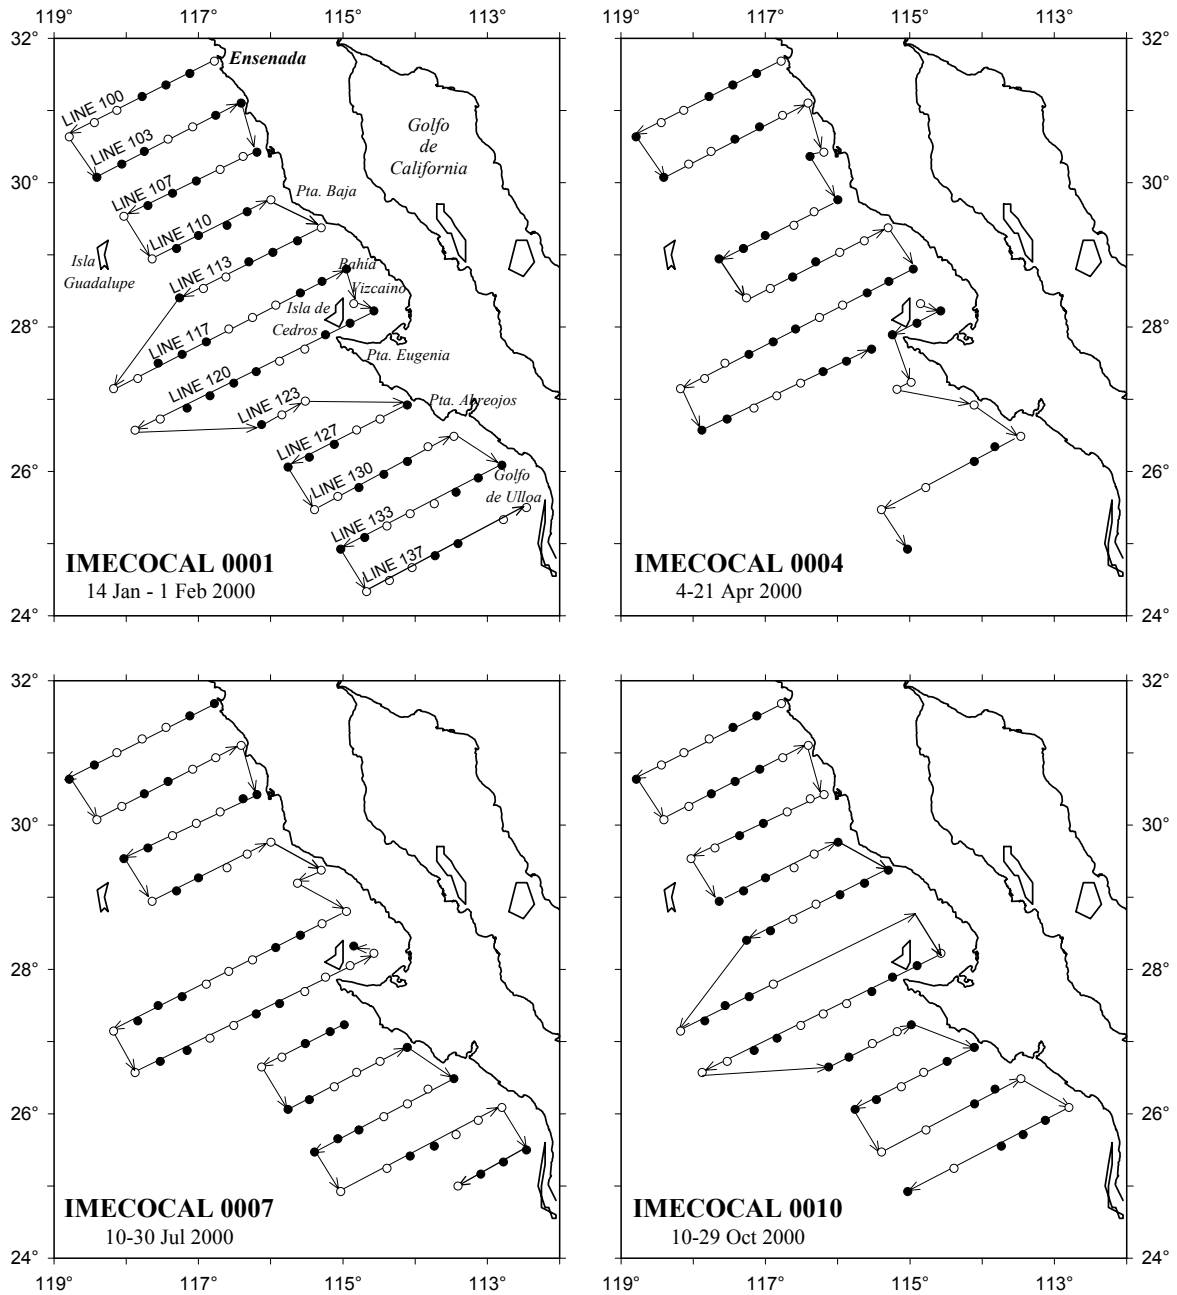 119° 117° 115° 113° 119° 117° 115° 113°
32° 32°
Ensenada
LINE 100
LINE 103
Golfo
de
California
30° 30°
LINE 107
Pta. Baja
LINE 110
Isla
Guadalupe
LINE 113
Bahía
Vizcaino
Isla de
Cedros
28° 28°
LINE 117
Pta. Eugenia
LINE 120
LINE 123
Pta. Abreojos
LINE 127
26° 26°
LINE 130
Golfo
de Ulloa
LINE 133
LINE 137
IMECOCAL 0001
14 Jan - 1 Feb 2000
IMECOCAL 0004
4-21 Apr 2000
24° 24°
32° 32°
30° 30°
28° 28°
26° 26°
IMECOCAL 0007
10-30 Jul 2000
IMECOCAL 0010
10-29 Oct 2000
24° 24°
119° 117° 115° 113° 119° 117° 115° 113°